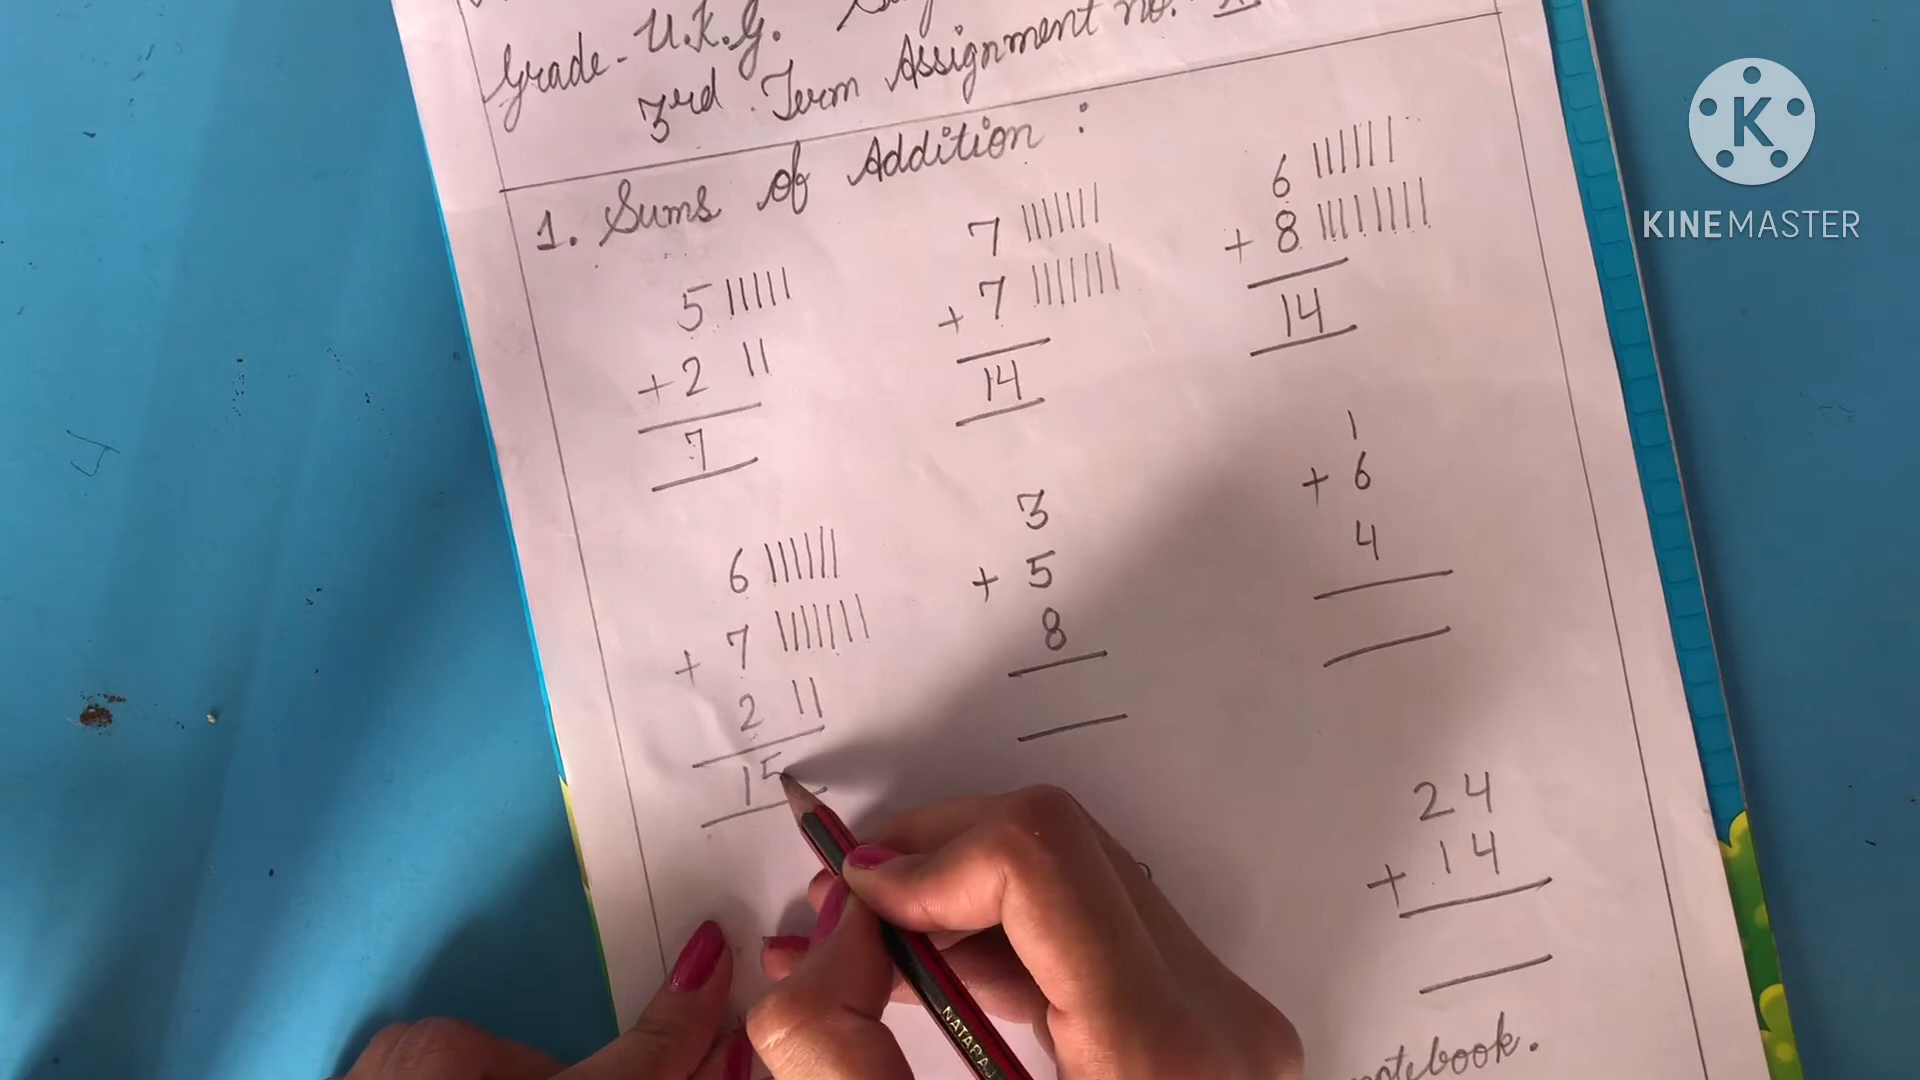 Grade - U.K.G.
3rd Term Assignment no.
1. Sums of Addition :
5 |||||
+ 2 ||
7
7 |||||||
+ 7 |||||||
14
6 ||||||
+ 8 ||||||||
14
6 ||||||
+ 7 |||||||
2 ||
15
3
+ 5
8
1
+ 6
4
24
+ 14
notebook.
K
KINEMASTER
NATARAJ